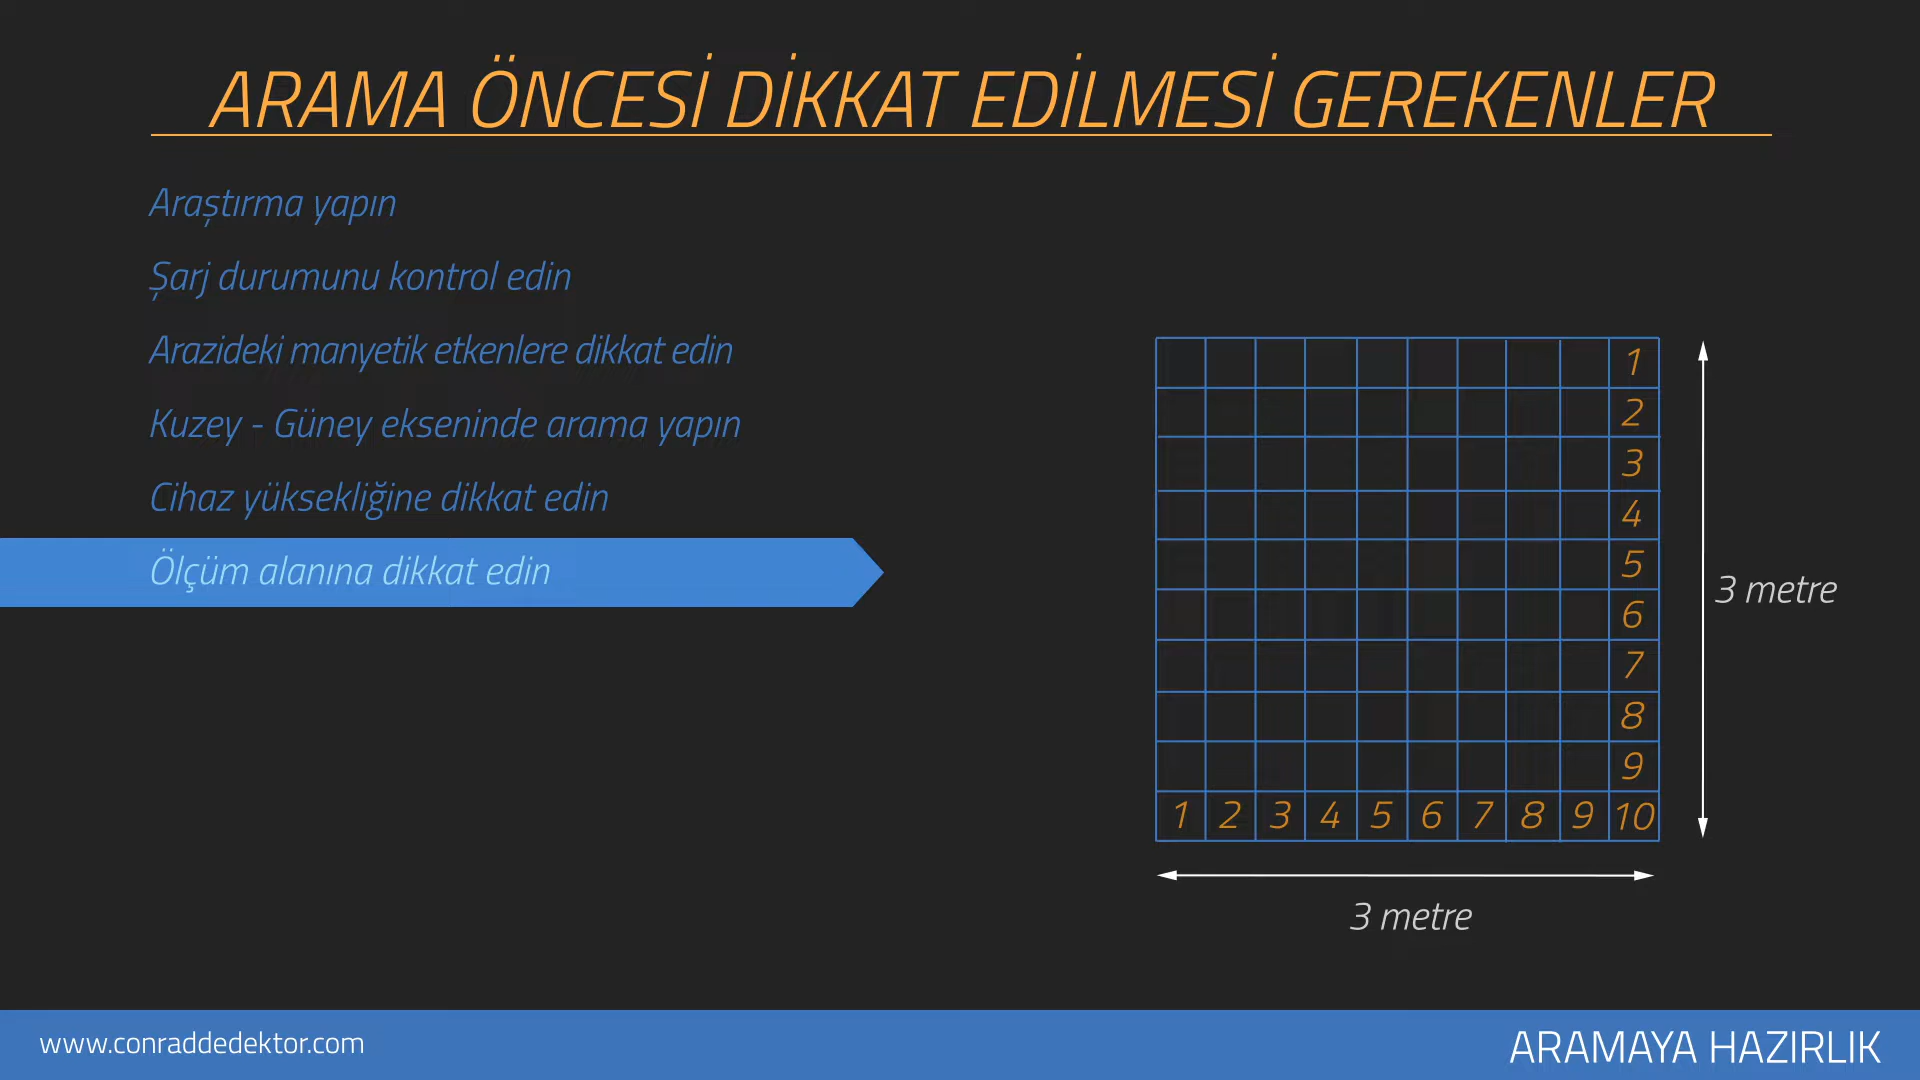 ARAMA ÖNCESİ DİKKAT EDİLMESİ GEREKENLER
Araştırma yapın
Şarj durumunu kontrol edin
Arazideki manyetik etkenlere dikkat edin
Kuzey - Güney ekseninde arama yapın
Cihaz yüksekliğine dikkat edin
Ölçüm alanına dikkat edin
1
2
3
4
5
6
7
8
9
1 2 3 4 5 6 7 8 9 10
3 metre
3 metre
www.conraddedektor.com
ARAMAYA HAZIRLIK